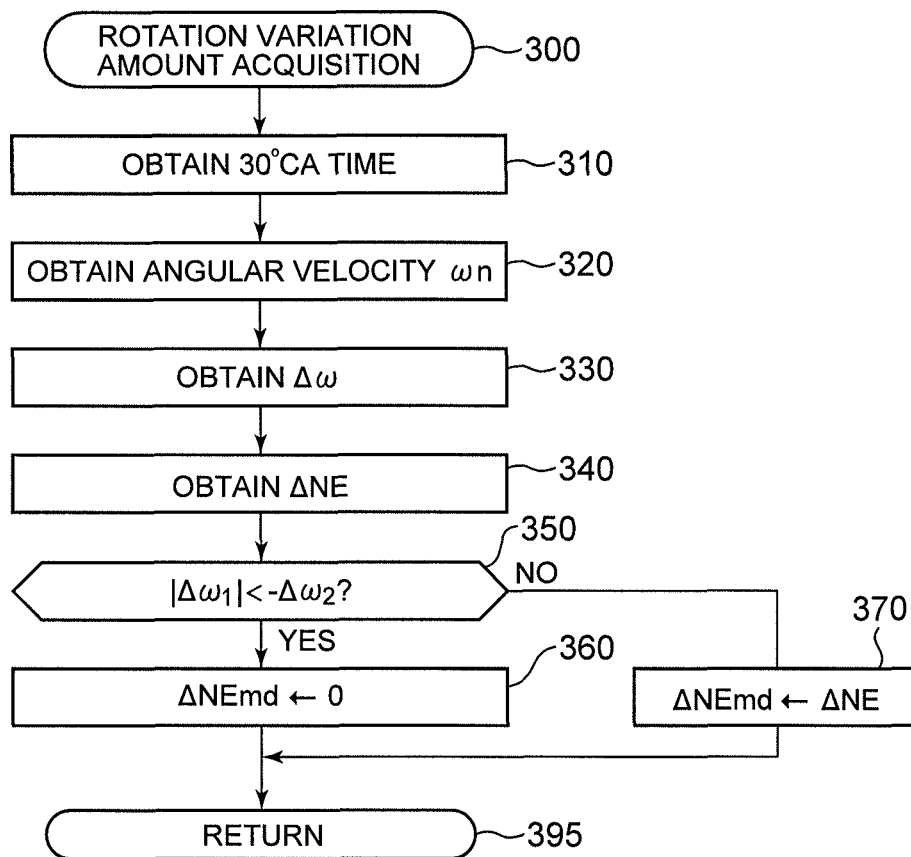 ROTATION VARIATION
AMOUNT ACQUISITION
300
OBTAIN 30°CA TIME
310
OBTAIN ANGULAR VELOCITY ωn
320
OBTAIN Δω
330
OBTAIN ΔNE
340
350
|Δω₁|<-Δω₂?
NO
YES
360
370
ΔNEmd ← 0
ΔNEmd ← ΔNE
RETURN
395